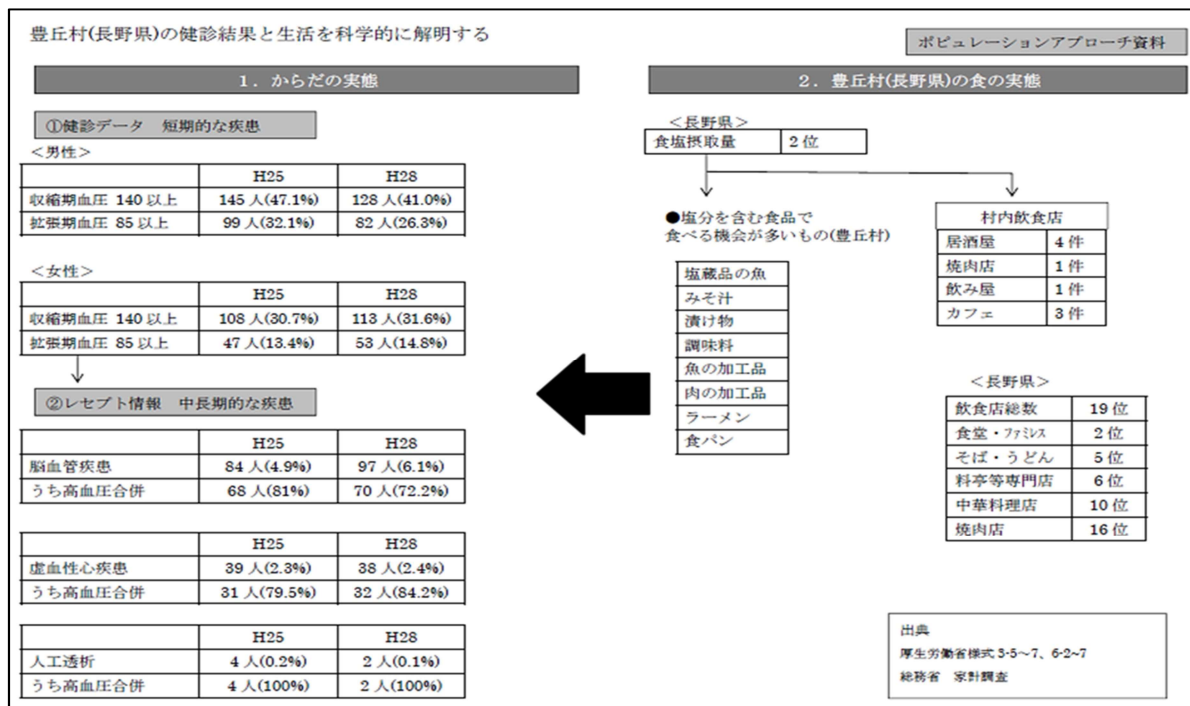 豊丘村(長野県)の健診結果と生活を科学的に解明する
ポピュレーションアプローチ資料
1. からだの実態
①健診データ 短期的な疾患
<男性>
H25 H28
収縮期血圧 140 以上 145 人(47.1%) 128 人(41.0%)
拡張期血圧 85 以上 99 人(32.1%) 82 人(26.3%)
<女性>
H25 H28
収縮期血圧 140 以上 108 人(30.7%) 113 人(31.6%)
拡張期血圧 85 以上 47 人(13.4%) 53 人(14.8%)
②レセプト情報 中長期的な疾患
H25 H28
脳血管疾患 84 人(4.9%) 97 人(6.1%)
うち高血圧合併 68 人(81%) 70 人(72.2%)
H25 H28
虚血性心疾患 39 人(2.3%) 38 人(2.4%)
うち高血圧合併 31 人(79.5%) 32 人(84.2%)
H25 H28
人工透析 4 人(0.2%) 2 人(0.1%)
うち高血圧合併 4 人(100%) 2 人(100%)
2. 豊丘村(長野県)の食の実態
<長野県>
食塩摂取量 2 位
●塩分を含む食品で
食べる機会が多いもの(豊丘村)
塩蔵品の魚
みそ汁
漬け物
調味料
魚の加工品
肉の加工品
ラーメン
食パン
村内飲食店
居酒屋 4 件
焼肉店 1 件
飲み屋 1 件
カフェ 3 件
<長野県>
飲食店総数 19 位
食堂・ファミレス 2 位
そば・うどん 5 位
料亭等専門店 6 位
中華料理店 10 位
焼肉店 16 位
出典
厚生労働省様式 3-5～7、6-2~7
総務省 家計調査